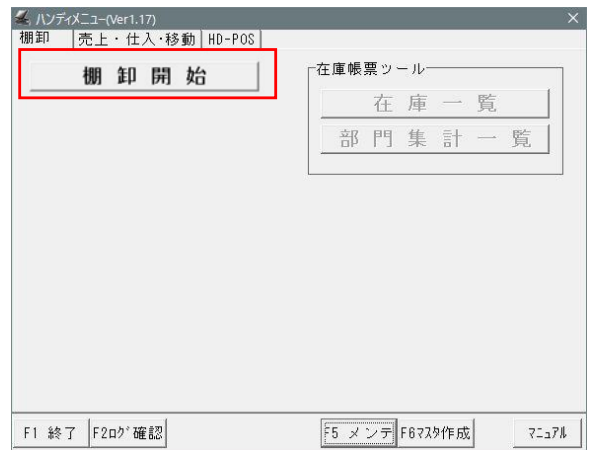 ハンディメニュー(Ver1.17)
棚卸 売上・仕入・移動 HD-POS
棚 卸 開 始
在庫帳票ツール
在 庫 一 覧
部 門 集 計 一 覧
F1 終了 F2ﾛｸﾞ確認 F5 メンテ F6ﾏｽﾀ作成 ﾏﾆｭｱﾙ